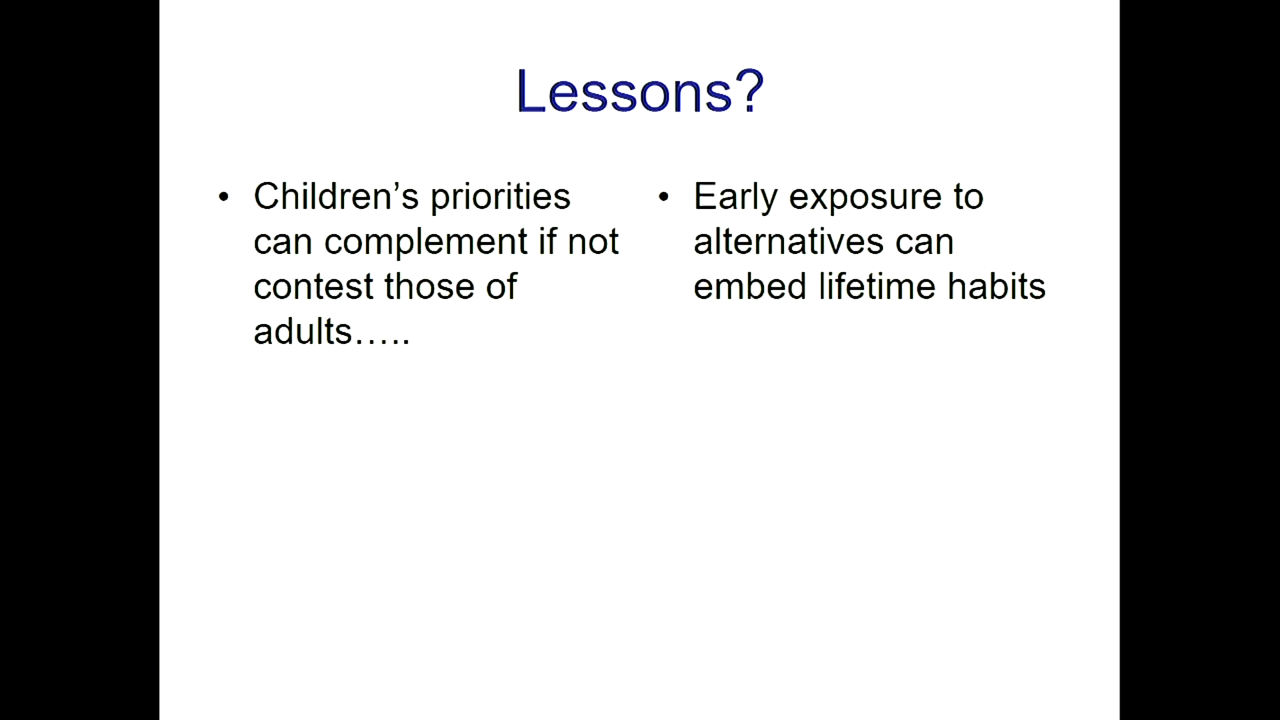 Lessons?
• Children’s priorities
can complement if not
contest those of
adults…..
• Early exposure to
alternatives can
embed lifetime habits